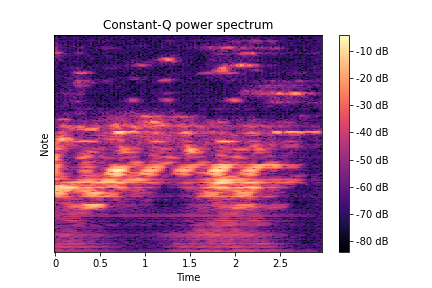 Constant-Q power spectrum
Note
-10 dB
-20 dB
-30 dB
-40 dB
-50 dB
-60 dB
-70 dB
-80 dB
0 0.5 1 1.5 2 2.5
Time